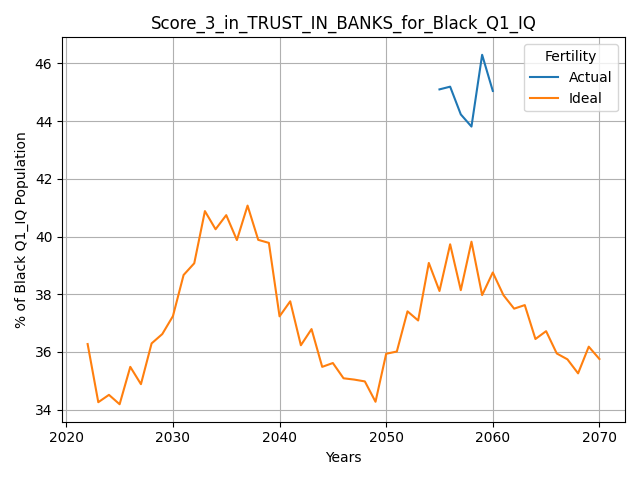 Score_3_in_TRUST_IN_BANKS_for_Black_Q1_IQ
Fertility
Actual
Ideal
% of Black Q1_IQ Population
46
44
42
40
38
36
34
2020
2030
2040
2050
2060
2070
Years